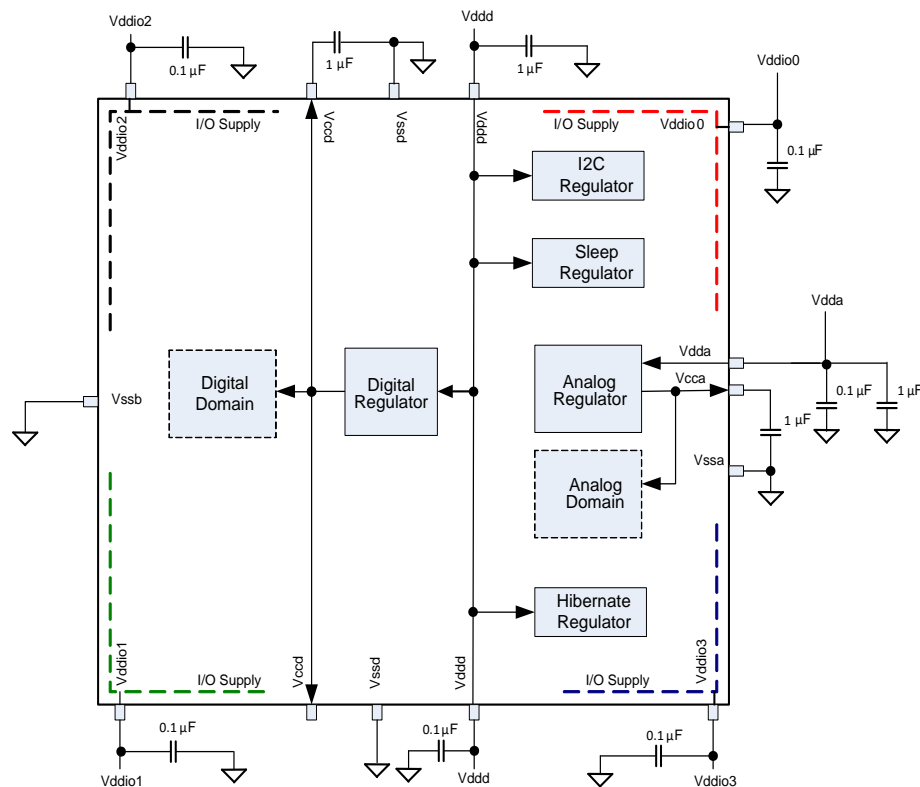 Vddio2
0.1 µF
1 µF
Vddd
1 µF
Vddio0
0.1 µF
I/O Supply
Vddio2
Vccd
Vssd
Vddd
I/O Supply
Vddio0
I2C
Regulator
Sleep
Regulator
Vdda
Vdda
Digital
Domain
Digital
Regulator
Analog
Regulator
Vcca
0.1 µF
1 µF
1 µF
Vssb
Vssa
Analog
Domain
Hibernate
Regulator
Vddio1
I/O Supply
Vccd
Vssd
Vddd
I/O Supply
Vddio3
0.1 µF
0.1 µF
0.1 µF
Vddio1
Vddd
Vddio3